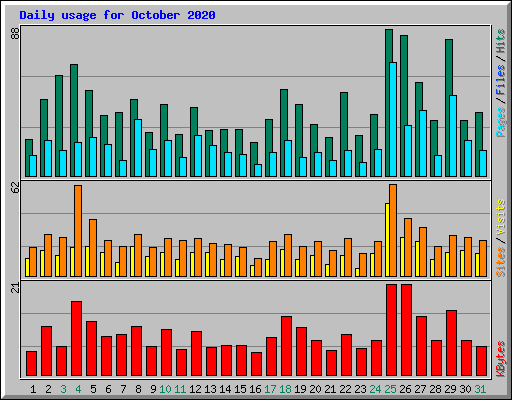 Daily usage for October 2020
88
62
21
Pages / Files / Hits
Sites / Visits
KBytes
1 2 3 4 5 6 7 8 9 10 11 12 13 14 15 16 17 18 19 20 21 22 23 24 25 26 27 28 29 30 31